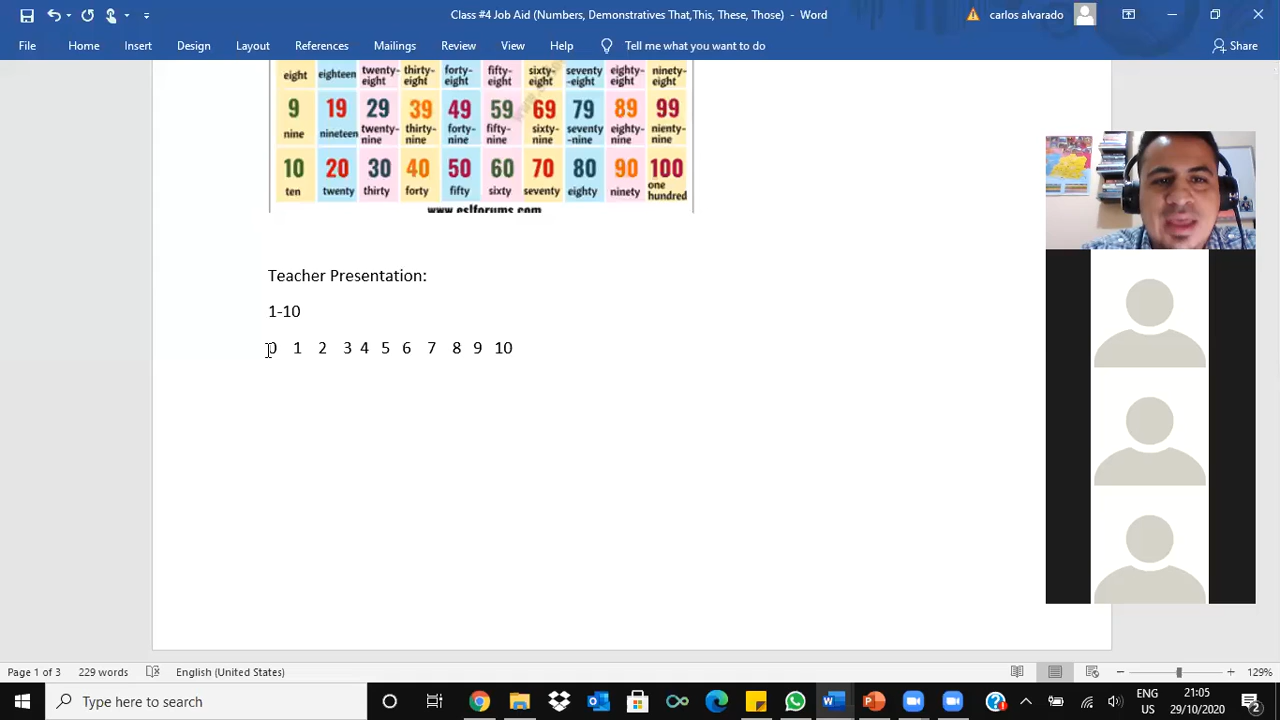 Class #4 Job Aid (Numbers, Demonstratives That,This, These, Those) - Word
carlos alvarado
File Home Insert Design Layout References Mailings Review View Help Tell me what you want to do Share
eight eighteen twenty-eight thirty-eight forty-eight fifty-eight sixty-eight seventy-eight eighty-eight ninety-eight
9 19 29 39 49 59 69 79 89 99
nine nineteen twenty-nine thirty-nine forty-nine fifty-nine sixty-nine seventy-nine eighty-nine nienty-nine
10 20 30 40 50 60 70 80 90 100
ten twenty thirty forty fifty sixty seventy eighty ninety one hundred
www.eslforums.com
Teacher Presentation:
1-10
0 1 2 3 4 5 6 7 8 9 10
Page 1 of 3 229 words English (United States) 129%
Type here to search
ENG 21:05
YES 29/10/2020 2